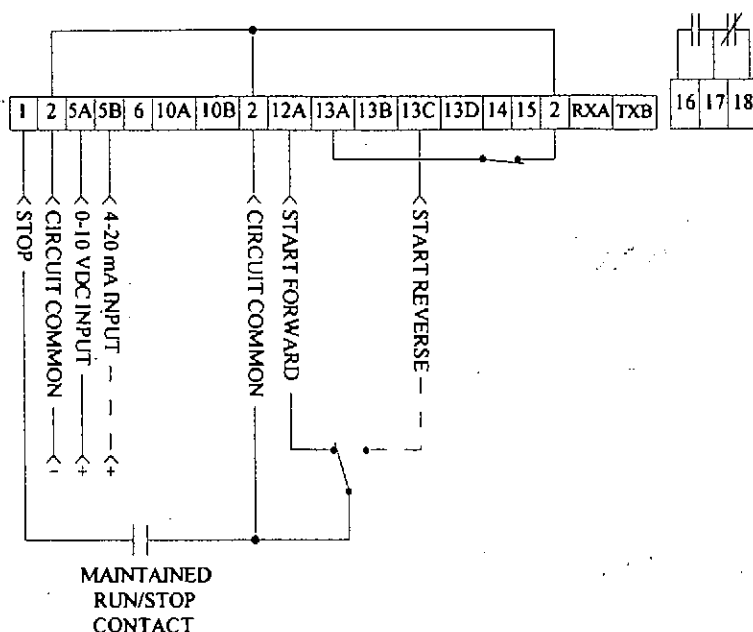 1 2 5A 5B 6 10A 10B 2 12A 13A 13B 13C 13D 14 15 2 RXA TXB
16 17 18
STOP
CIRCUIT COMMON
0-10 VDC INPUT
4-20 mA INPUT
CIRCUIT COMMON
START FORWARD
START REVERSE
- + +
MAINTAINED
RUN/STOP
CONTACT